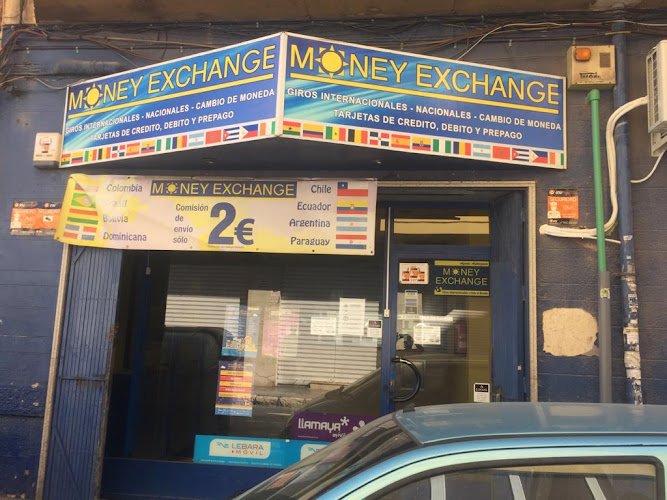 MONEY EXCHANGE
GIROS INTERNACIONALES - NACIONALES - CAMBIO DE MONEDA
TARJETAS DE CREDITO, DEBITO Y PREPAGO
MONEY EXCHANGE
GIROS INTERNACIONALES - NACIONALES - CAMBIO DE MONEDA
TARJETAS DE CREDITO, DEBITO Y PREPAGO
MONEY EXCHANGE
Colombia
Brasil
Bolivia
Dominicana
Comisión
de
envío
sólo
2€
Chile
Ecuador
Argentina
Paraguay
MONEY
EXCHANGE
llamaya
LEBARA
MÓVIL